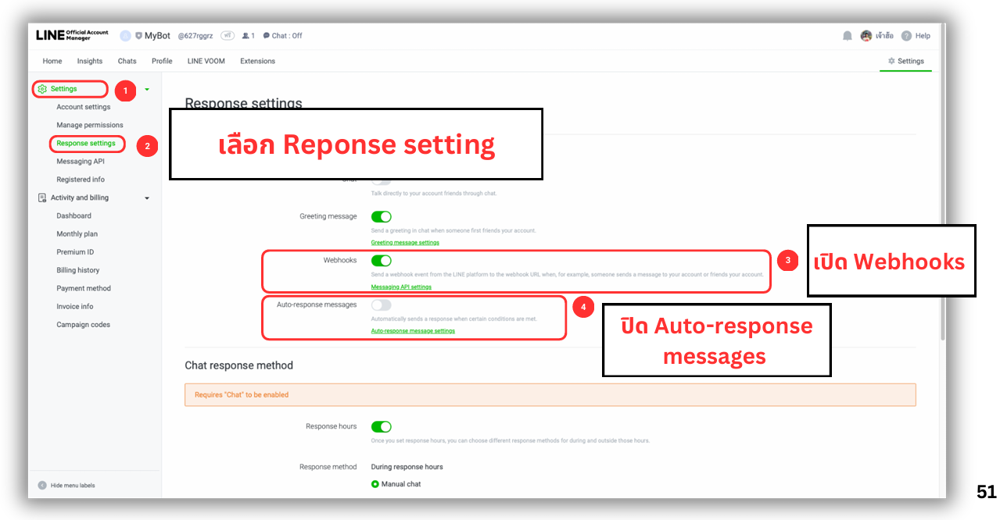 LINE Official Account Manager
MyBot @627rggrz ฟรี 1 Chat : Off
เจ้าฮ้อ Help
Home Insights Chats Profile LINE VOOM Extensions
Settings
Settings 1
Account settings
Manage permissions
Response settings 2
Messaging API
Registered info
Activity and billing
Dashboard
Monthly plan
Premium ID
Billing history
Payment method
Invoice info
Campaign codes
Hide menu labels
Response settings
เลือก Reponse setting
Talk directly to your account friends through chat.
Greeting message
Send a greeting in chat when someone first friends your account.
Greeting message settings
Webhooks
Send a webhook event from the LINE platform to the webhook URL when, for example, someone sends a message to your account or friends your account.
Messaging API settings
3
เปิด Webhooks
Auto-response messages
Automatically sends a response when certain conditions are met.
Auto-response message settings
4
ปิด Auto-response
messages
Chat response method
Requires "Chat" to be enabled
Response hours
Once you set response hours, you can choose different response methods for during and outside those hours.
Response method During response hours
Manual chat
51